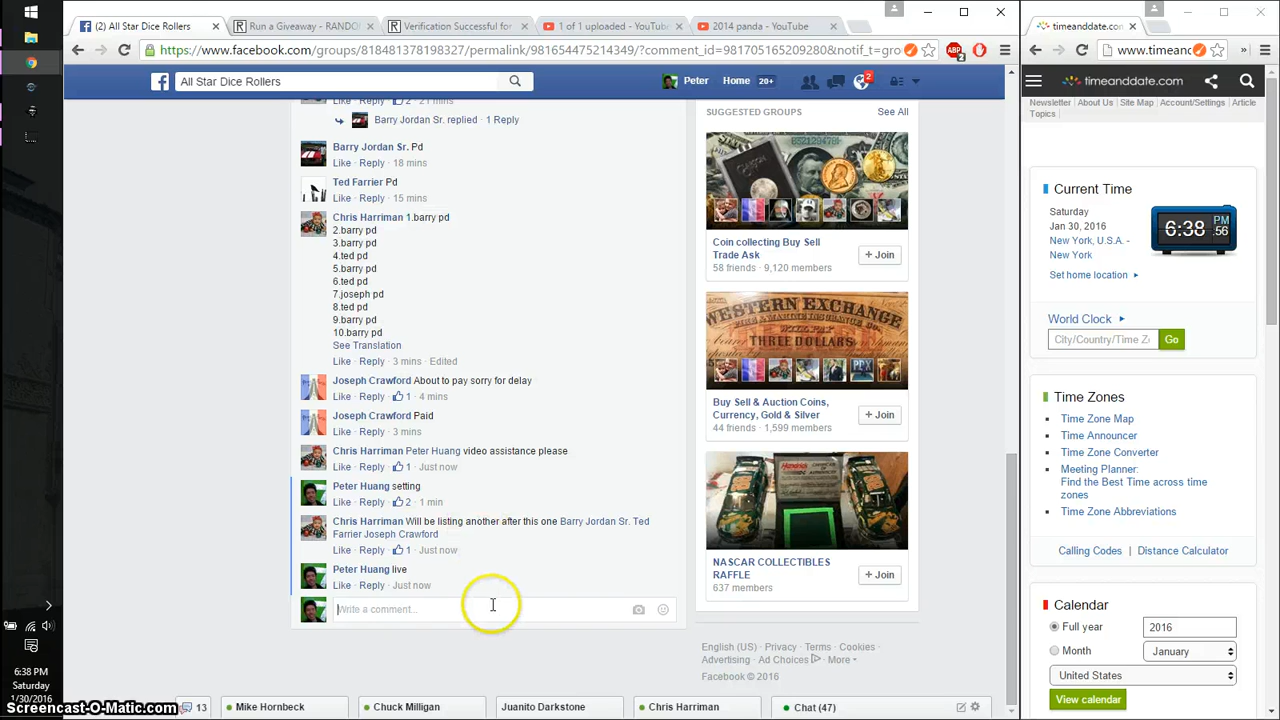 (2) All Star Dice Rollers
Run a Giveaway - RANDO
Verification Successful for
1 of 1 uploaded - YouTube
2014 panda - YouTube
timeanddate.com
https://www.facebook.com/groups/818481378198327/permalink/981654475214349/?comment_id=981705165209280&notif_t=gro
www.timeand
All Star Dice Rollers
Peter
Home
20+
2
timeanddate.com
Newsletter
About Us
Site Map
Account/Settings
Article
Topics
Like · Reply · 2 · 21 mins
Barry Jordan Sr. replied · 1 Reply
Barry Jordan Sr. Pd
Like · Reply · 18 mins
Ted Farrier Pd
Like · Reply · 15 mins
Chris Harriman 1.barry pd
2.barry pd
3.barry pd
4.ted pd
5.barry pd
6.ted pd
7.joseph pd
8.ted pd
9.barry pd
10.barry pd
See Translation
Like · Reply · 3 mins · Edited
Joseph Crawford About to pay sorry for delay
Like · Reply · 1 · 4 mins
Joseph Crawford Paid
Like · Reply · 3 mins
Chris Harriman Peter Huang video assistance please
Like · Reply · 1 · Just now
Peter Huang setting
Like · Reply · 2 · 1 min
Chris Harriman Will be listing another after this one Barry Jordan Sr. Ted
Farrier Joseph Crawford
Like · Reply · 1 · Just now
Peter Huang live
Like · Reply · Just now
Write a comment...
SUGGESTED GROUPS
See All
Coin collecting Buy Sell
Trade Ask
58 friends · 9,120 members
+ Join
WESTERN EXCHANGE
THREE DOLLARS
Buy Sell & Auction Coins,
Currency, Gold & Silver
44 friends · 1,599 members
+ Join
NASCAR COLLECTIBLES
RAFFLE
637 members
+ Join
English (US) · Privacy · Terms · Cookies ·
Advertising · Ad Choices · More
Facebook © 2016
Current Time
Saturday
Jan 30, 2016
New York, U.S.A. -
New York
6:38
PM
56
Set home location
World Clock
City/Country/Time Z
Go
Time Zones
Time Zone Map
Time Announcer
Time Zone Converter
Meeting Planner:
Find the Best Time across time
zones
Time Zone Abbreviations
Calling Codes | Distance Calculator
Calendar
Full year
2016
Month
January
United States
View calendar
13
Mike Hornbeck
Chuck Milligan
Juanito Darkstone
Chris Harriman
Chat (47)
6:38 PM
Saturday
1/30/2016
Screencast-O-Matic.com